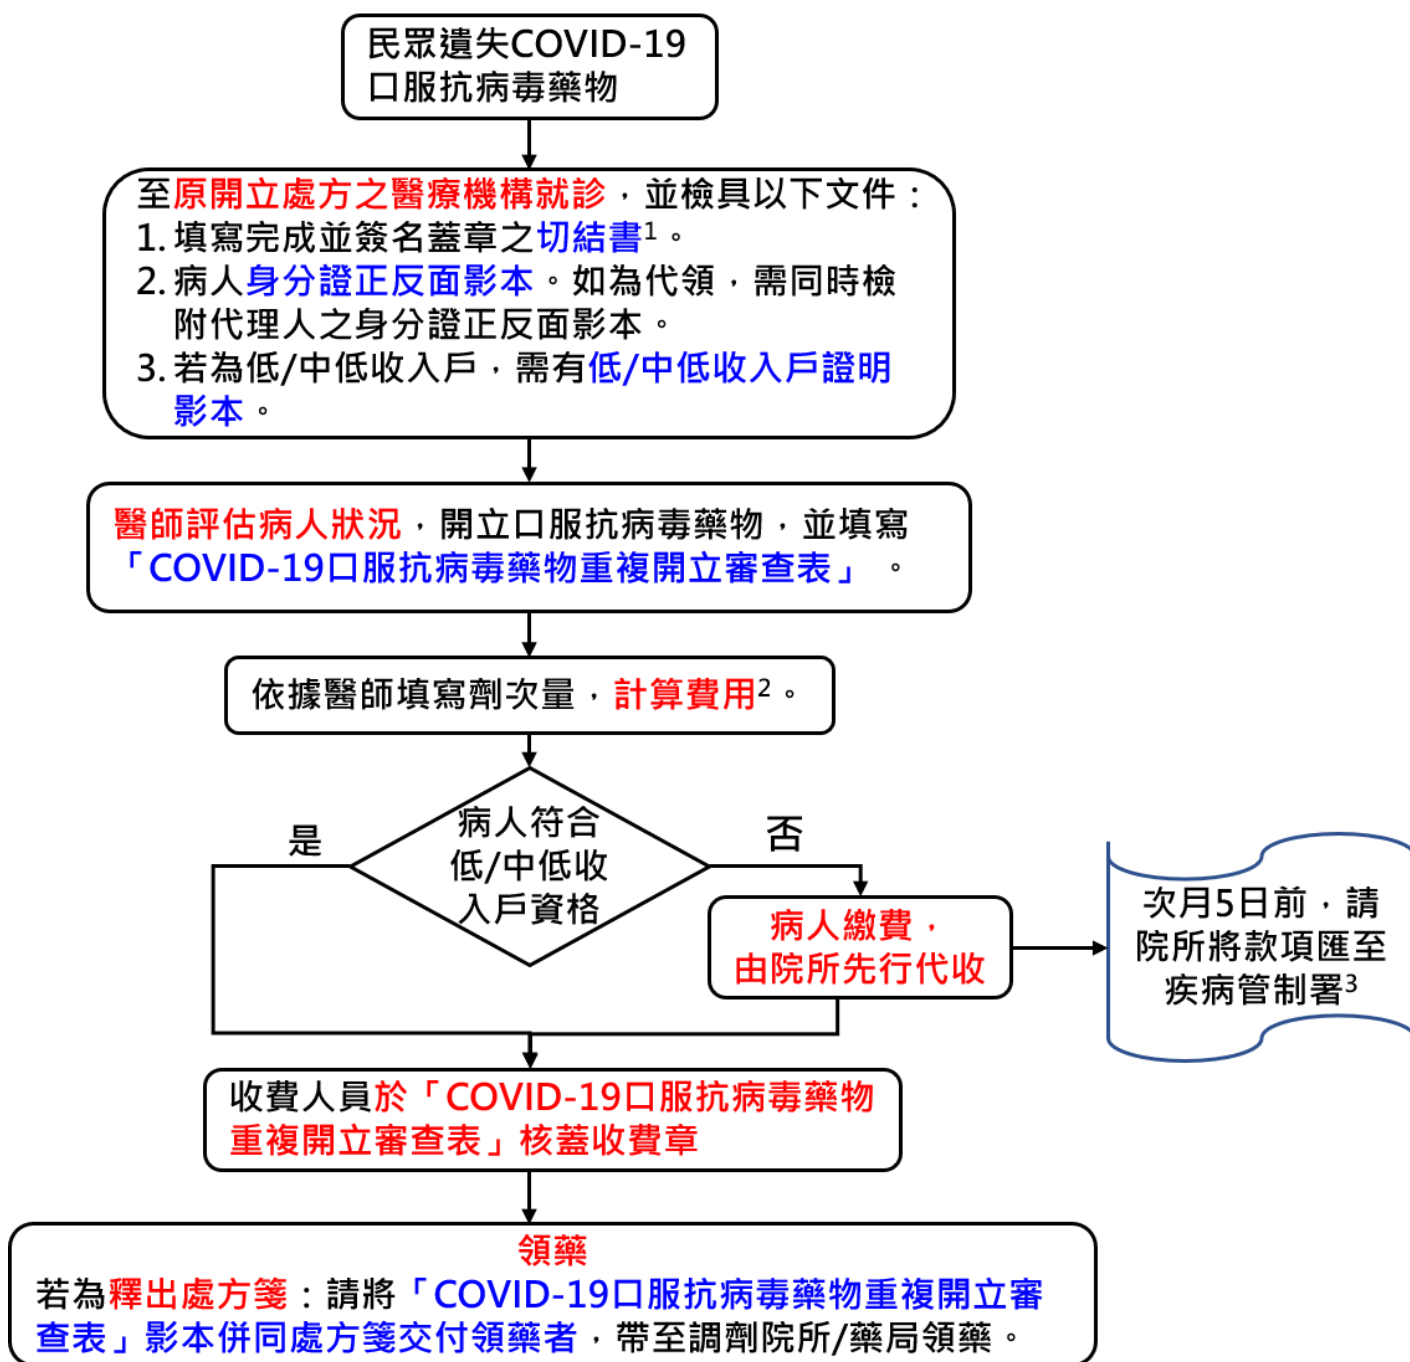 民眾遺失COVID-19
口服抗病毒藥物
至原開立處方之醫療機構就診，並檢具以下文件：
1. 填寫完成並簽名蓋章之切結書1。
2. 病人身分證正反面影本。如為代領，需同時檢
附代理人之身分證正反面影本。
3. 若為低/中低收入戶，需有低/中低收入戶證明
影本。
醫師評估病人狀況，開立口服抗病毒藥物，並填寫
「COVID-19口服抗病毒藥物重複開立審查表」。
依據醫師填寫劑次量，計算費用2。
病人符合
低/中低收
入戶資格
是
否
病人繳費，
由院所先行代收
次月5日前，請
院所將款項匯至
疾病管制署3
收費人員於「COVID-19口服抗病毒藥物
重複開立審查表」核蓋收費章
領藥
若為釋出處方箋：請將「COVID-19口服抗病毒藥物重複開立審
查表」影本併同處方箋交付領藥者，帶至調劑院所/藥局領藥。